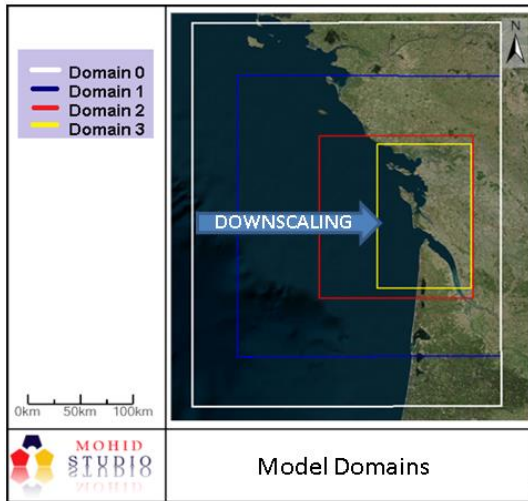 Domain 0
Domain 1
Domain 2
Domain 3
N
DOWNSCALING
0km 50km 100km
MOHID
STUDIO
Model Domains